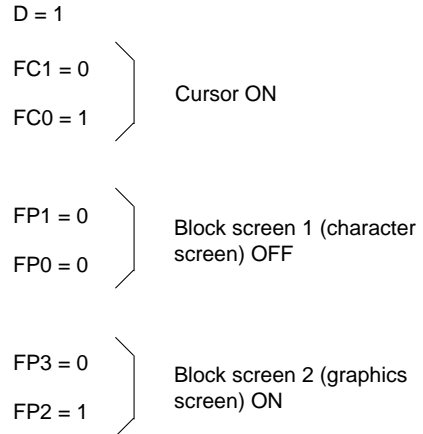 D = 1
FC1 = 0
FC0 = 1
Cursor ON
FP1 = 0
FP0 = 0
Block screen 1 (character
screen) OFF
FP3 = 0
FP2 = 1
Block screen 2 (graphics
screen) ON